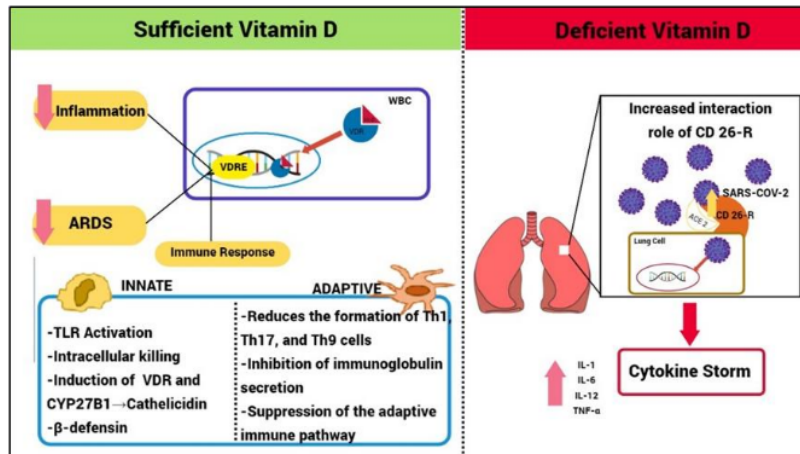 Sufficient Vitamin D
Inflammation
ARDS
WBC
VDR
VDRE
Immune Response
INNATE
-TLR Activation
-Intracellular killing
-Induction of VDR and
CYP27B1→Cathelicidin
-β-defensin
ADAPTIVE
-Reduces the formation of Th1,
Th17, and Th9 cells
-Inhibition of immunoglobulin
secretion
-Suppression of the adaptive
immune pathway
Deficient Vitamin D
Increased interaction
role of CD 26-R
SARS-COV-2
ACE 2
CD 26-R
Lung Cell
Cytokine Storm
IL-1
IL-6
IL-12
TNF-α